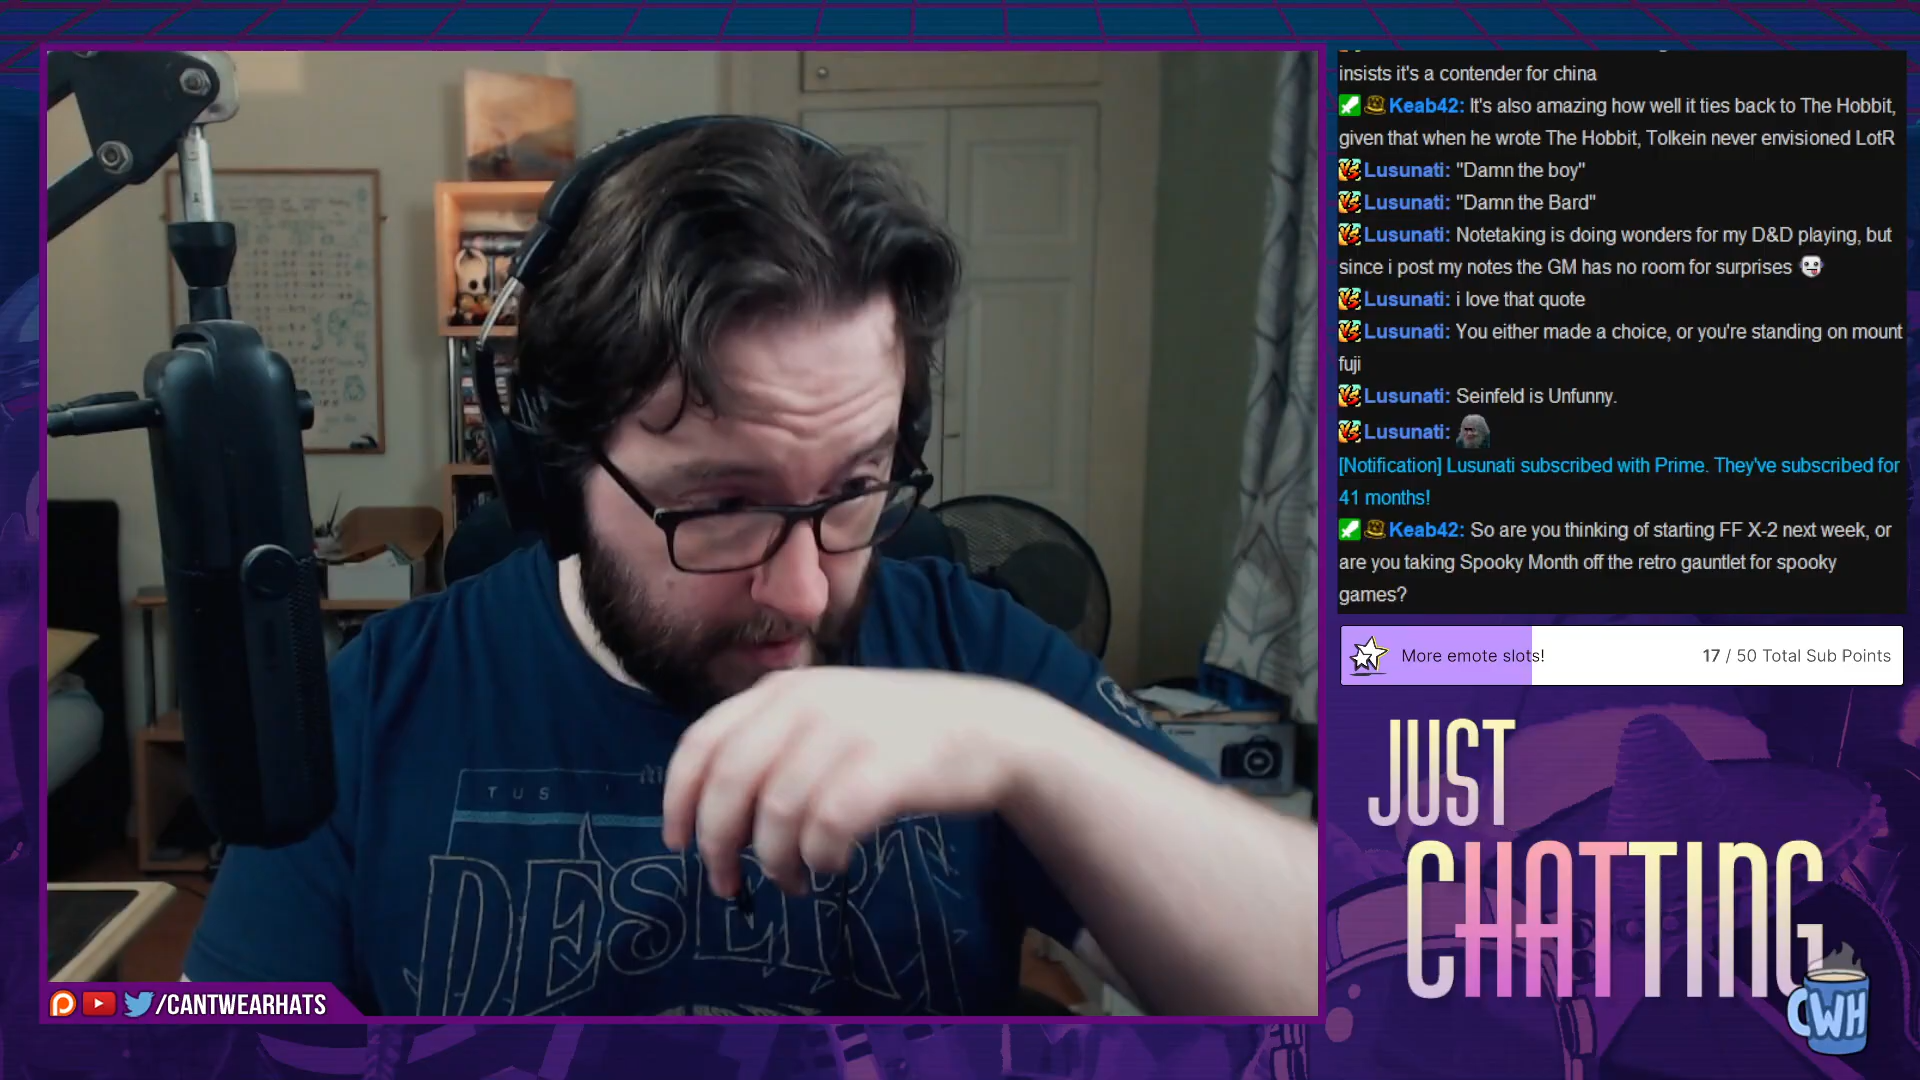 insists it's a contender for china
Keab42: It's also amazing how well it ties back to The Hobbit,
given that when he wrote The Hobbit, Tolkein never envisioned LotR
Lusunati: "Damn the boy"
Lusunati: "Damn the Bard"
Lusunati: Notetaking is doing wonders for my D&D playing, but
since i post my notes the GM has no room for surprises
Lusunati: i love that quote
Lusunati: You either made a choice, or you're standing on mount
fuji
Lusunati: Seinfeld is Unfunny.
Lusunati:
[Notification] Lusunati subscribed with Prime. They've subscribed for
41 months!
Keab42: So are you thinking of starting FF X-2 next week, or
are you taking Spooky Month off the retro gauntlet for spooky
games?
More emote slots! 17 / 50 Total Sub Points
JUST
CHATTING
CWH
TUS
DESERT
/CANTWEARHATS